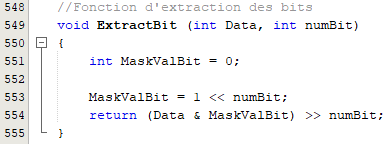 548 //Fonction d'extraction des bits
549 void ExtractBit (int Data, int numBit)
550 {
551 int MaskValBit = 0;
552
553 MaskValBit = 1 << numBit;
554 return (Data & MaskValBit) >> numBit;
555 }